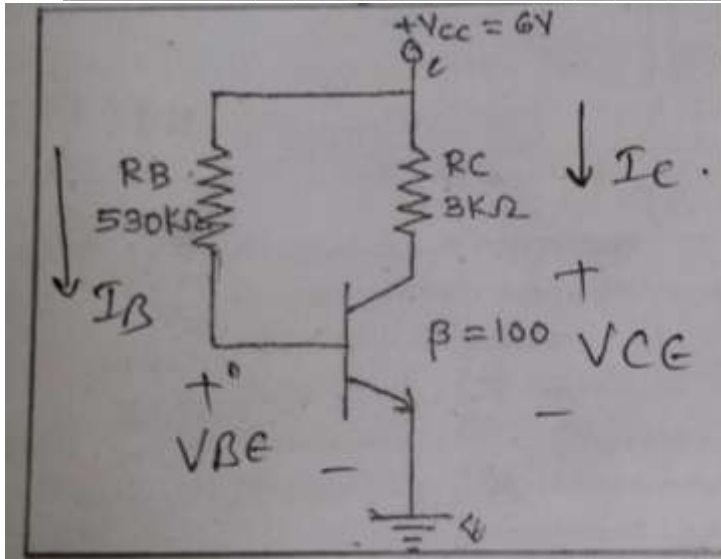 +VCC = 6V
RB
530KΩ
RC
3KΩ
IC .
IB
β = 100
+
VCE
-
+
VBE
-